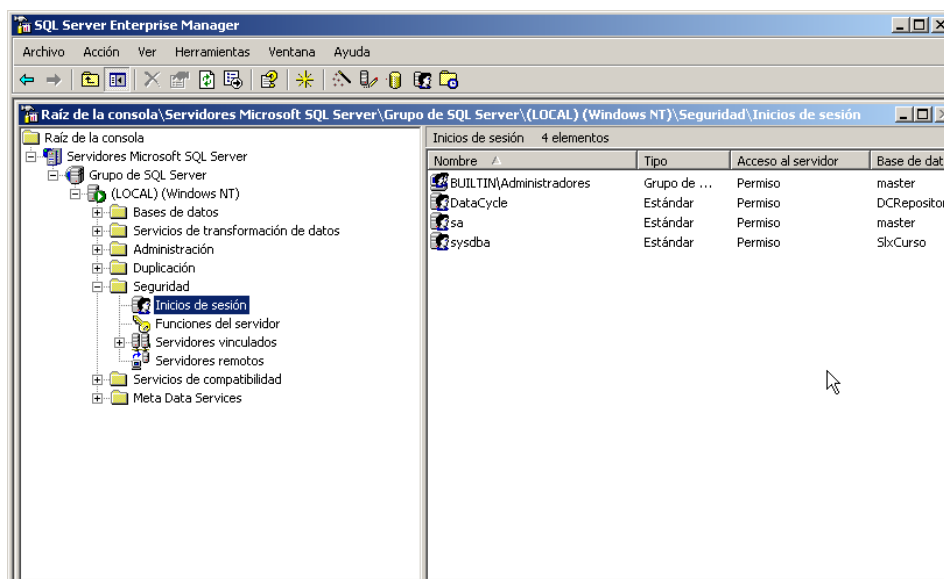 SQL Server Enterprise Manager
Archivo Acción Ver Herramientas Ventana Ayuda
Raíz de la consola\Servidores Microsoft SQL Server\Grupo de SQL Server\(LOCAL) (Windows NT)\Seguridad\Inicios de sesión
Raíz de la consola
Servidores Microsoft SQL Server
Grupo de SQL Server
(LOCAL) (Windows NT)
Bases de datos
Servicios de transformación de datos
Administración
Duplicación
Seguridad
Inicios de sesión
Funciones del servidor
Servidores vinculados
Servidores remotos
Servicios de compatibilidad
Meta Data Services
Inicios de sesión 4 elementos
Nombre Tipo Acceso al servidor Base de dat
BUILTIN\Administradores Grupo de ... Permiso master
DataCycle Estándar Permiso DCRepositor
sa Estándar Permiso master
sysdba Estándar Permiso SlxCurso